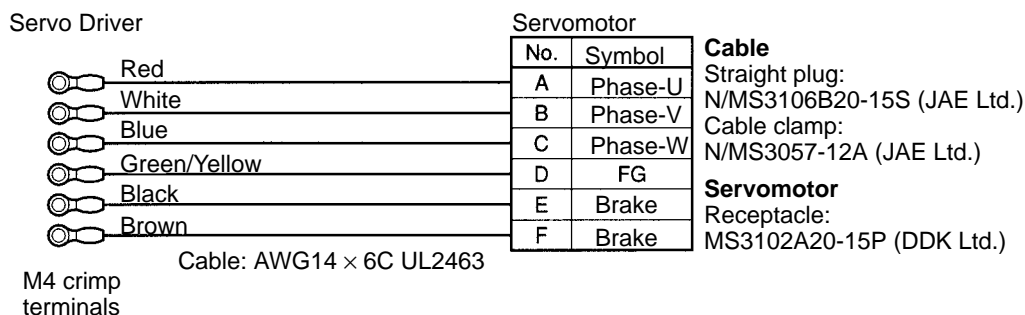 Servo Driver
Servomotor
No. Symbol
Red
A Phase-U
White
B Phase-V
Blue
C Phase-W
Green/Yellow
D FG
Black
E Brake
Brown
F Brake
Cable: AWG14 × 6C UL2463
M4 crimp
terminals
Cable
Straight plug:
N/MS3106B20-15S (JAE Ltd.)
Cable clamp:
N/MS3057-12A (JAE Ltd.)
Servomotor
Receptacle:
MS3102A20-15P (DDK Ltd.)